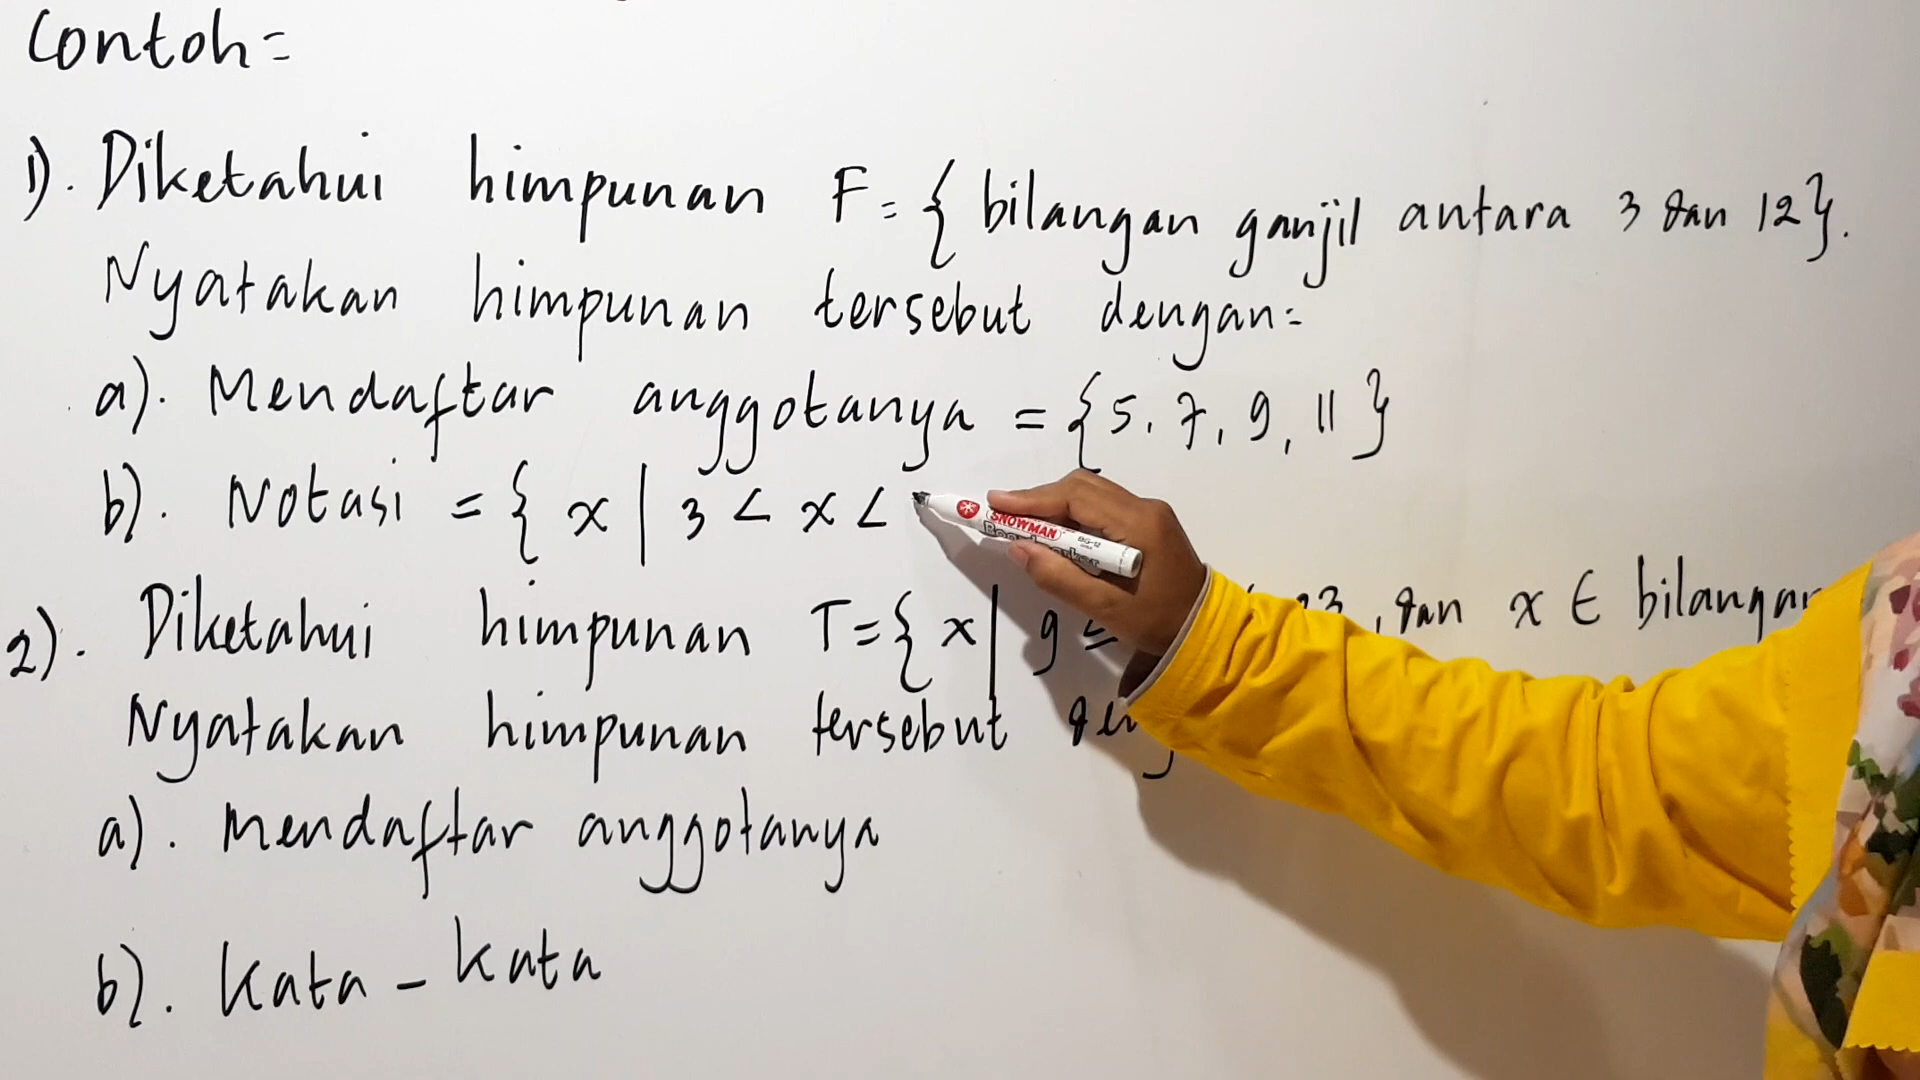 Contoh =
1). Diketahui himpunan F = { bilangan ganjil antara 3 dan 12}.
Nyatakan himpunan tersebut dengan =
a). Mendaftar anggotanya = {5, 7, 9, 11}
b). Notasi = { x | 3 < x <
SNOWMAN
2). Diketahui himpunan T = { x | 9 ≤ , dan x ∈ bilangan
Nyatakan himpunan tersebut
a). Mendaftar anggotanya
b). Kata - kata